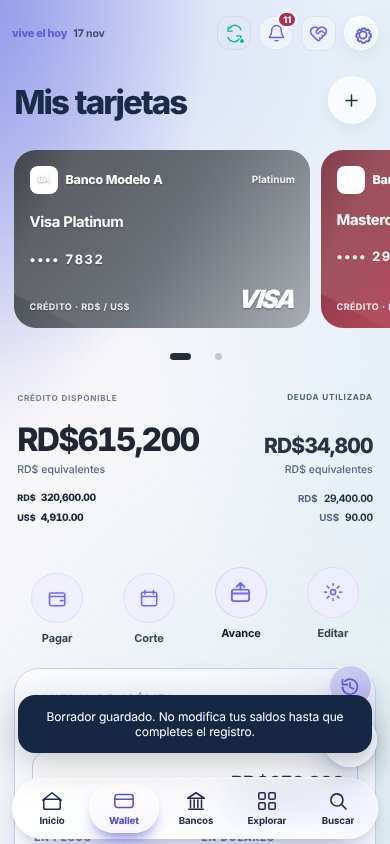 vive el hoy 17 nov
11
Mis tarjetas
Banco Modelo A
Platinum
Visa Platinum
•••• 7832
CRÉDITO · RD$ / US$
VISA
CRÉDITO DISPONIBLE
DEUDA UTILIZADA
RD$615,200
RD$34,800
RD$ equivalentes
RD$ equivalentes
RD$ 320,600.00
RD$ 29,400.00
US$ 4,910.00
US$ 90.00
Pagar
Corte
Avance
Editar
Borrador guardado. No modifica tus saldos hasta que
completes el registro.
Inicio
Wallet
Bancos
Explorar
Buscar